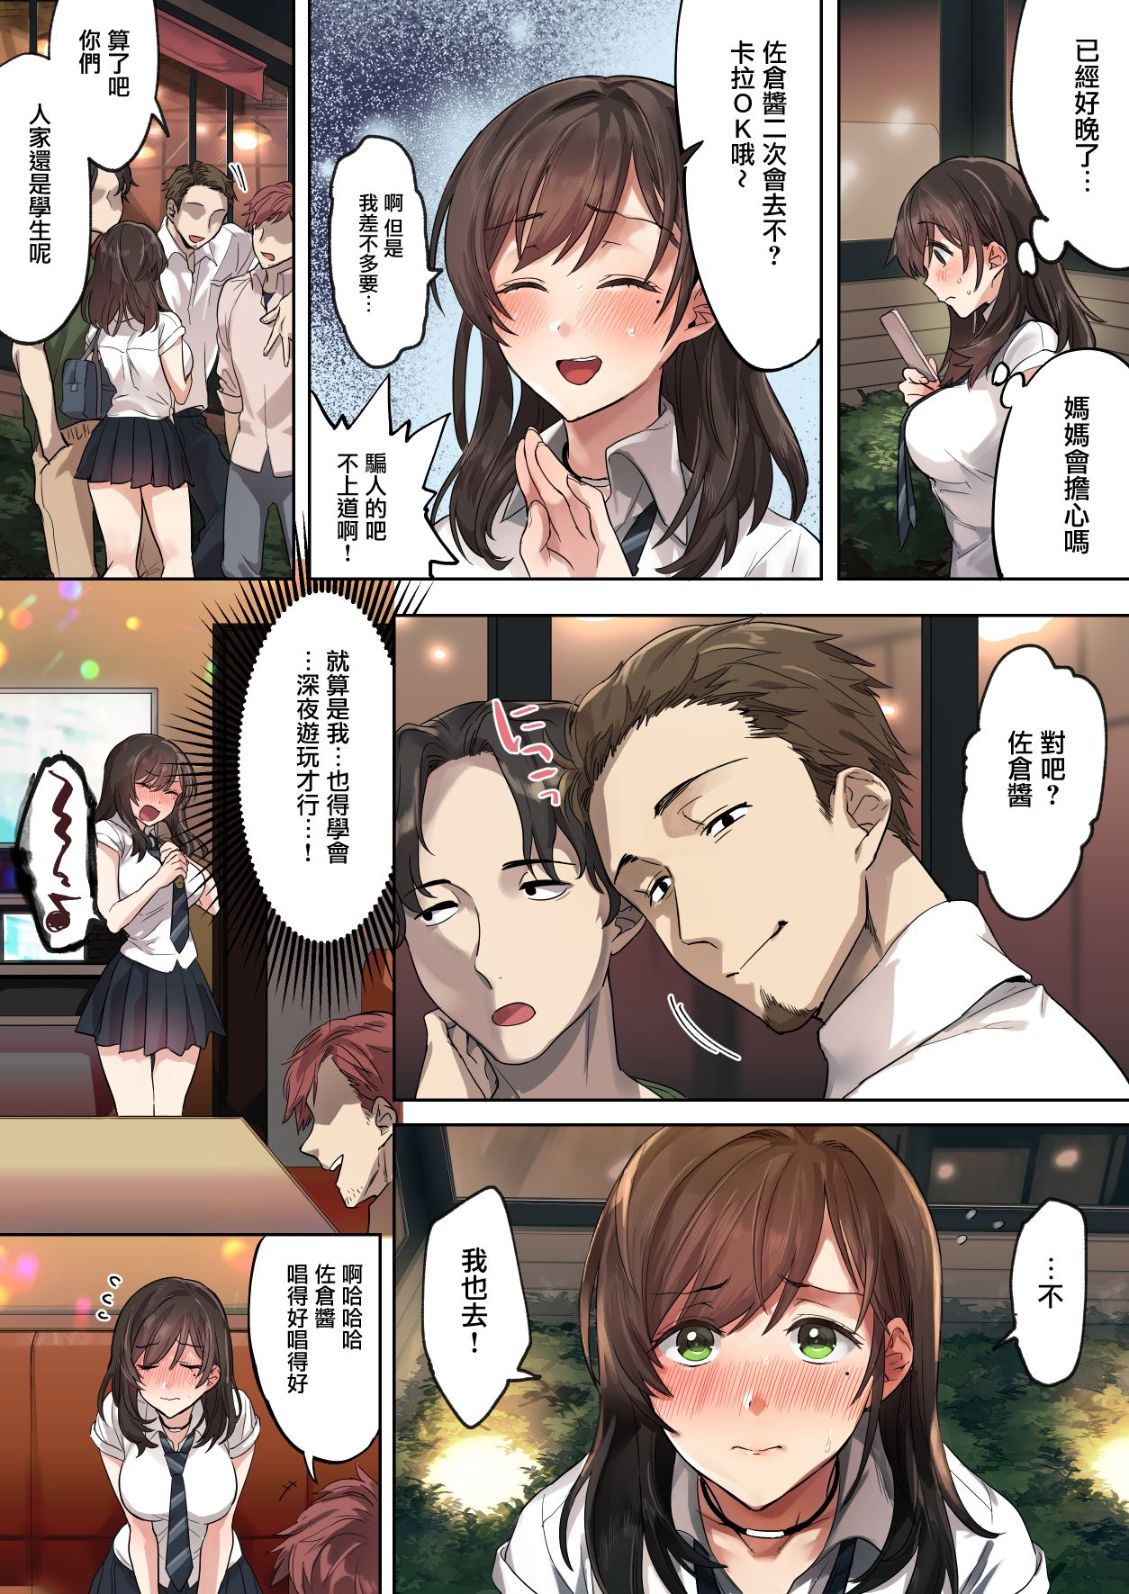 已經好晚了…
媽媽會擔心嗎
佐倉醬二次會去不?
卡拉OK哦~
啊 但是
我差不多要…
騙人的吧
不上道啊!
算了吧
你們
人家還是學生呢
對吧?
佐倉醬
にこっ
就算是我…也得學會
…深夜遊玩才行…!
…不
我也去!
啊哈哈哈
佐倉醬
唱得好唱得好